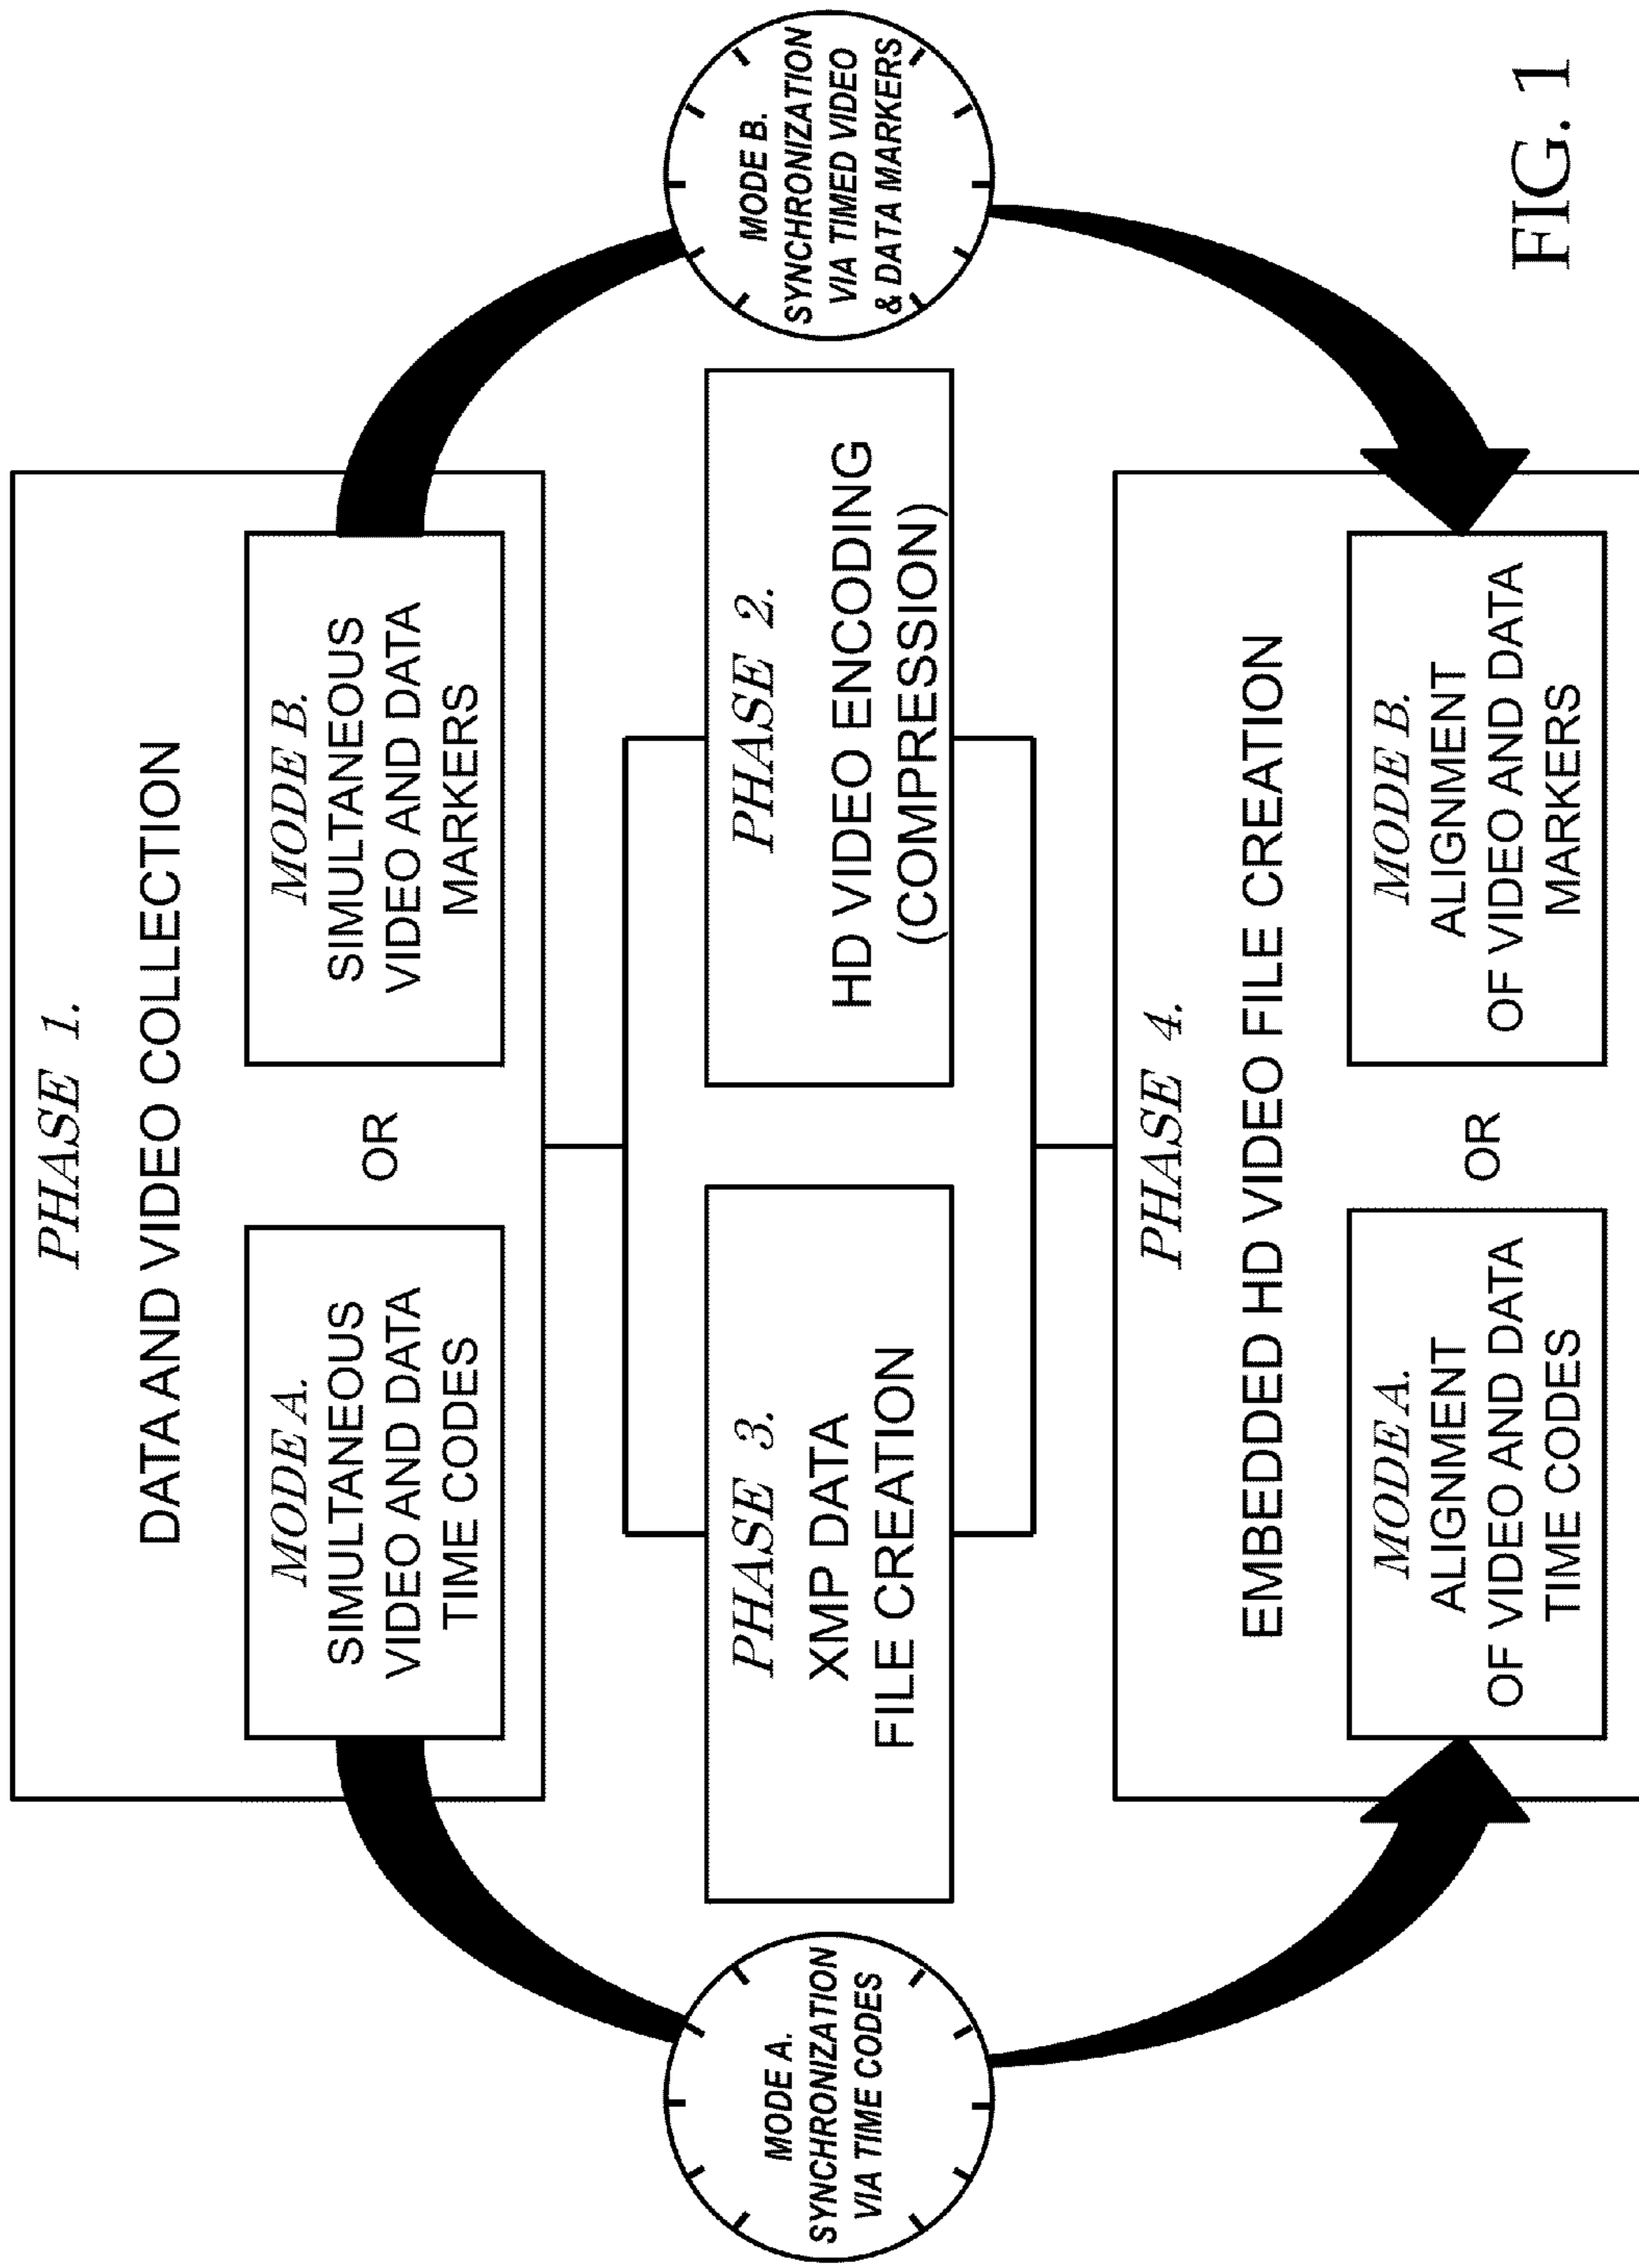 PHASE 1.
DATA AND VIDEO COLLECTION
MODE A.
SIMULTANEOUS
VIDEO AND DATA
TIME CODES
OR
MODE B.
SIMULTANEOUS
VIDEO AND DATA
MARKERS
MODE A.
SYNCHRONIZATION
VIA TIME CODES
PHASE 3.
XMP DATA
FILE CREATION
PHASE 2.
HD VIDEO ENCODING
(COMPRESSION)
MODE B.
SYNCHRONIZATION
VIA TIMED VIDEO
& DATA MARKERS
PHASE 4.
EMBEDDED HD VIDEO FILE CREATION
MODE A.
ALIGNMENT
OF VIDEO AND DATA
TIME CODES
OR
MODE B.
ALIGNMENT
OF VIDEO AND DATA
MARKERS
FIG. 1